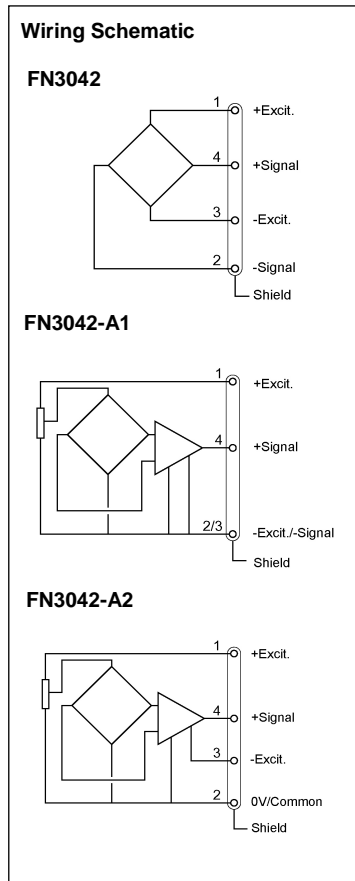 Wiring Schematic
FN3042
1 +Excit.
4 +Signal
3 -Excit.
2 -Signal
Shield
FN3042-A1
1 +Excit.
4 +Signal
2/3 -Excit./-Signal
Shield
FN3042-A2
1 +Excit.
4 +Signal
3 -Excit.
2 0V/Common
Shield